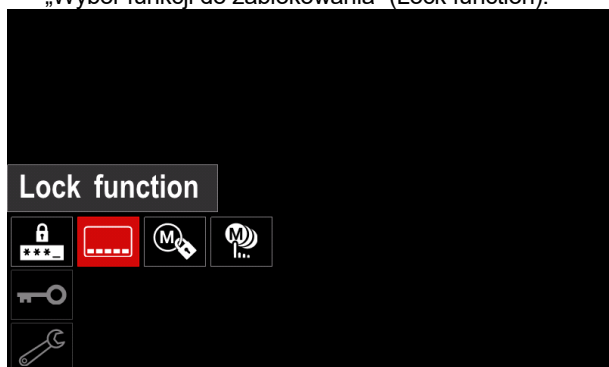 „Wybór funkcji do zablokowania” (Lock function).
Lock function
***_
M
M